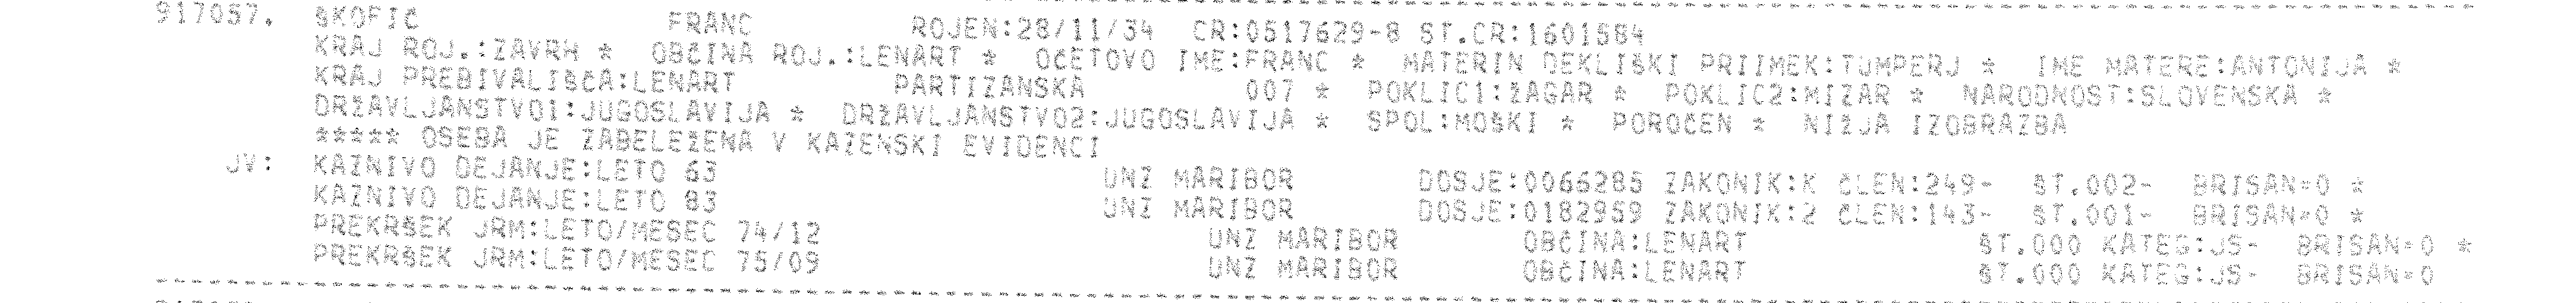 917057. ŠKOFIČ FRANC ROJEN:28/11/34 CR:0517629-8 ŠT.CR:1601584
KRAJ ROJ.:ZAVRH * OBČINA ROJ.:LENART * OČETOVO IME:FRANC * MATERIN DEKLIŠKI PRIIMEK:TUMPERJ * IME MATERE:ANTONIJA *
KRAJ PREBIVALIŠČA:LENART PARTIZANSKA 007 * POKLIC1:ŽAGAR * POKLIC2:MIZAR * NARODNOST:SLOVENSKA *
DRŽAVLJANSTVO1:JUGOSLAVIJA * DRŽAVLJANSTVO2:JUGOSLAVIJA * SPOL:MOŠKI * POROČEN * NIŽJA IZOBRAZBA
***** OSEBA JE ZABELEŽENA V KAZENSKI EVIDENCI
JV: KAZNIVO DEJANJE:LETO 63 UNZ MARIBOR DOSJE:0066285 ZAKONIK:K ČLEN:249- ŠT.002- BRISAN=0 *
KAZNIVO DEJANJE:LETO 83 UNZ MARIBOR DOSJE:0182959 ZAKONIK:2 ČLEN:143- ŠT.001- BRISAN=0 *
PREKRŠEK JRM:LETO/MESEC 74/12 UNZ MARIBOR OBČINA:LENART ŠT.000 KATEG:JS- BRISAN=0 *
PREKRŠEK JRM:LETO/MESEC 75/09 UNZ MARIBOR OBČINA:LENART ŠT.000 KATEG:JS- BRISAN=0